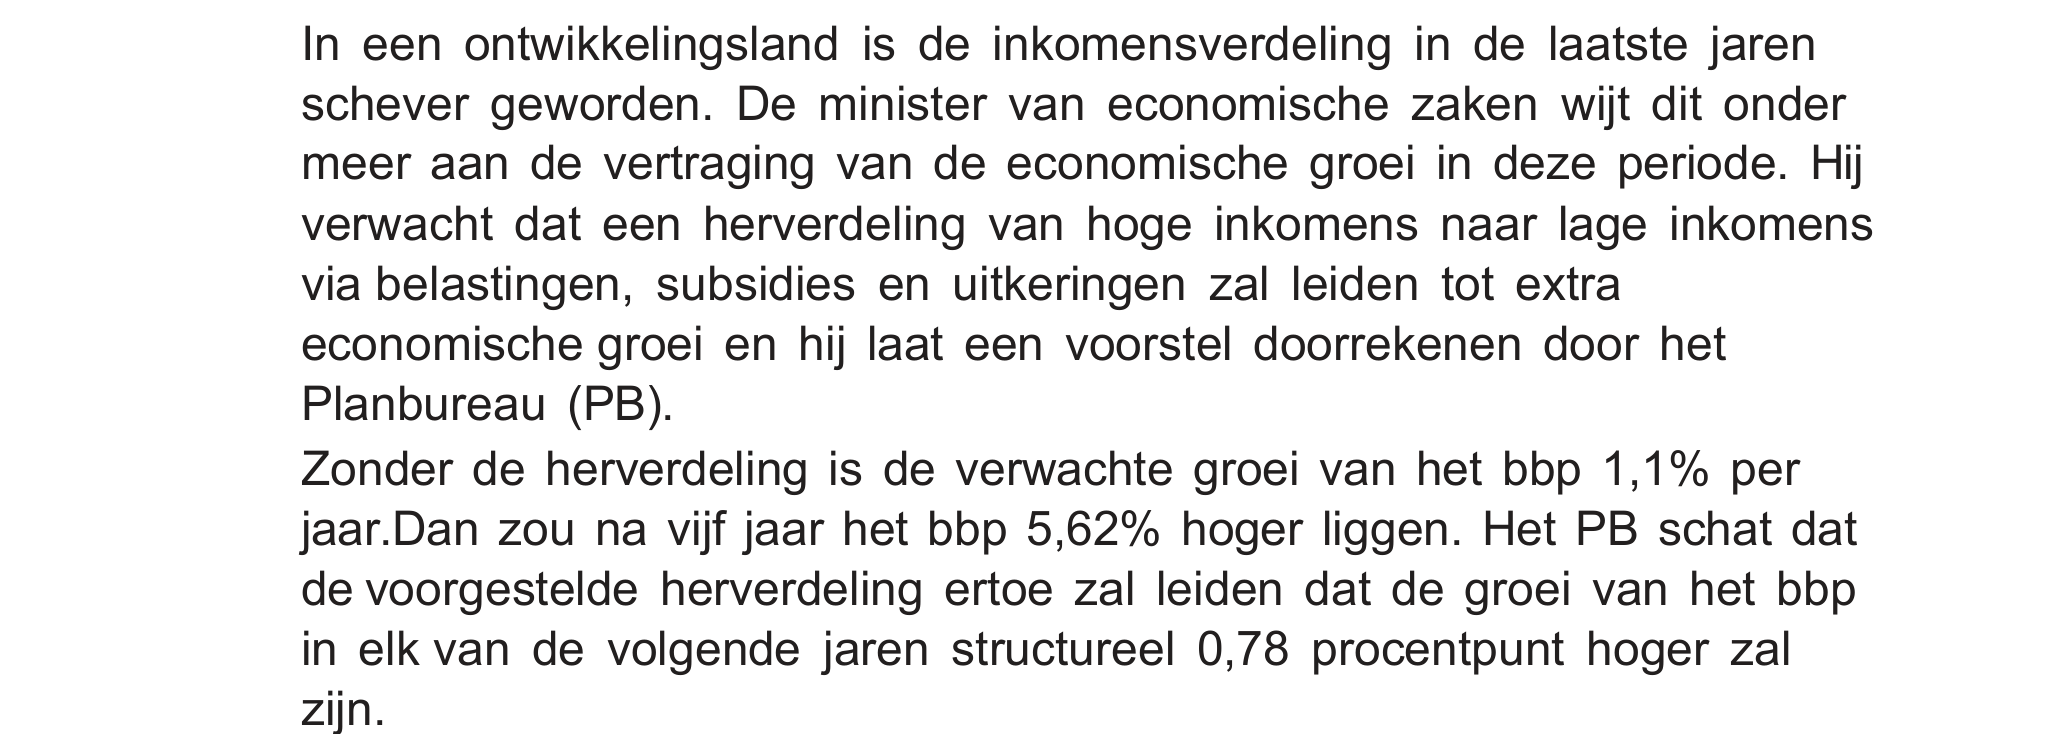 In een ontwikkelingsland is de inkomensverdeling in de laatste jaren
schever geworden. De minister van economische zaken wijt dit onder
meer aan de vertraging van de economische groei in deze periode. Hij
verwacht dat een herverdeling van hoge inkomens naar lage inkomens
via belastingen, subsidies en uitkeringen zal leiden tot extra
economische groei en hij laat een voorstel doorrekenen door het
Planbureau (PB).
Zonder de herverdeling is de verwachte groei van het bbp 1,1% per
jaar.Dan zou na vijf jaar het bbp 5,62% hoger liggen. Het PB schat dat
de voorgestelde herverdeling ertoe zal leiden dat de groei van het bbp
in elk van de volgende jaren structureel 0,78 procentpunt hoger zal
zijn.